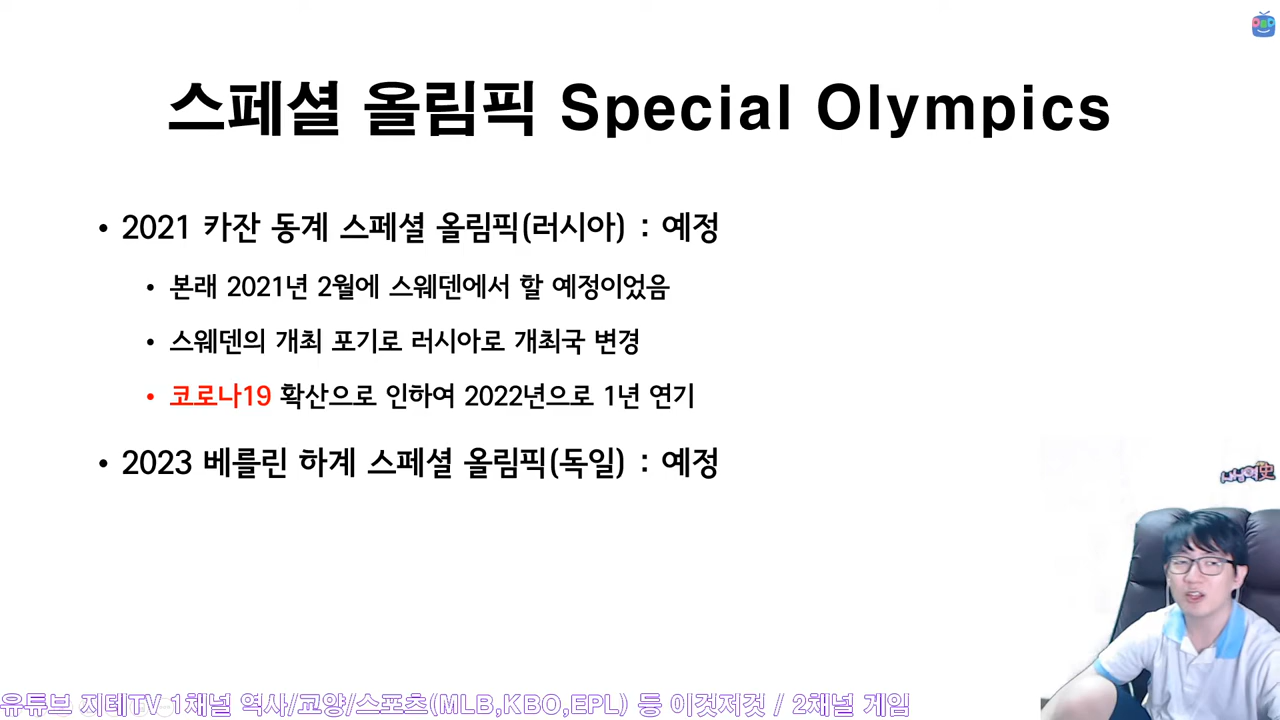 스페셜 올림픽 Special Olympics
• 2021 카잔 동계 스페셜 올림픽(러시아) : 예정
• 본래 2021년 2월에 스웨덴에서 할 예정이었음
• 스웨덴의 개최 포기로 러시아로 개최국 변경
• 코로나19 확산으로 인하여 2022년으로 1년 연기
• 2023 베를린 하계 스페셜 올림픽(독일) : 예정
유튜브 지테TV 1채널 역사/교양/스포츠(MLB,KBO,EPL) 등 이것저것 / 2채널 게임